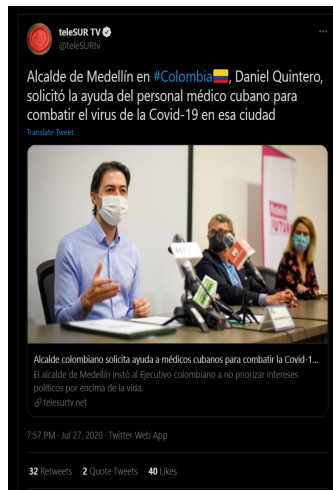 teleSUR TV
@teleSURtv
Alcalde de Medellín en #Colombia🇨🇴, Daniel Quintero,
solicitó la ayuda del personal médico cubano para
combatir el virus de la Covid-19 en esa ciudad
Translate Tweet
Alcalde colombiano solicita ayuda a médicos cubanos para combatir la Covid-1...
El alcalde de Medellín instó al Ejecutivo colombiano a no priorizar intereses
políticos por encima de la vida.
telesurtv.net
7:57 PM · Jul 27, 2020 · Twitter Web App
32 Retweets 2 Quote Tweets 40 Likes